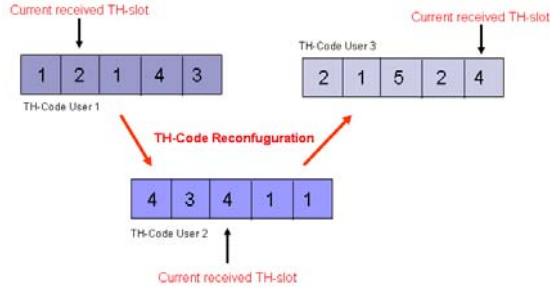 Current received TH-slot
Current received TH-slot
TH-Code User 3
1 2 1 4 3
2 1 5 2 4
TH-Code User 1
TH-Code Reconfuguration
4 3 4 1 1
TH-Code User 2
Current received TH-slot